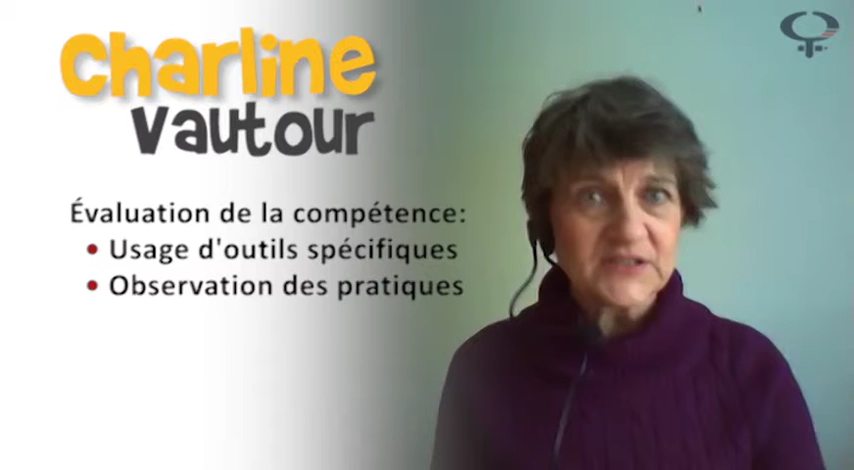 Charline
Vautour
Évaluation de la compétence:
• Usage d'outils spécifiques
• Observation des pratiques